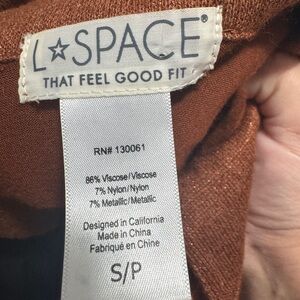 L☆SPACE®
THAT FEEL GOOD FIT
RN# 130061
86% Viscose/Viscose
7% Nylon/Nylon
7% Metallic/Metallic
Designed in California
Made in China
Fabriqué en Chine
S/P